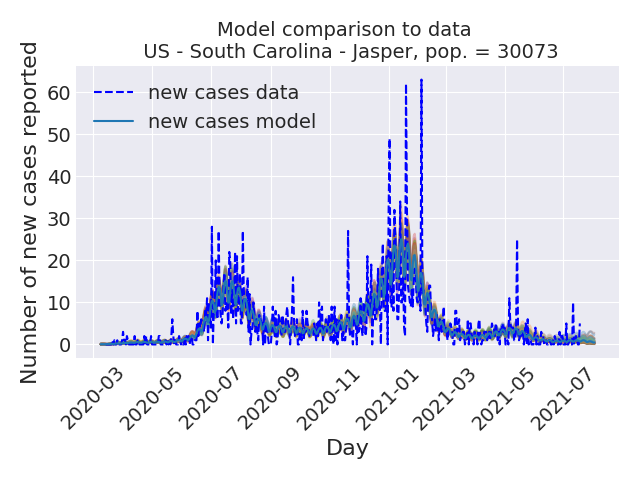 Model comparison to data
US - South Carolina - Jasper, pop. = 30073
Number of new cases reported
60
50
40
30
20
10
0
new cases data
new cases model
2020-03
2020-05
2020-07
2020-09
2020-11
2021-01
2021-03
2021-05
2021-07
Day